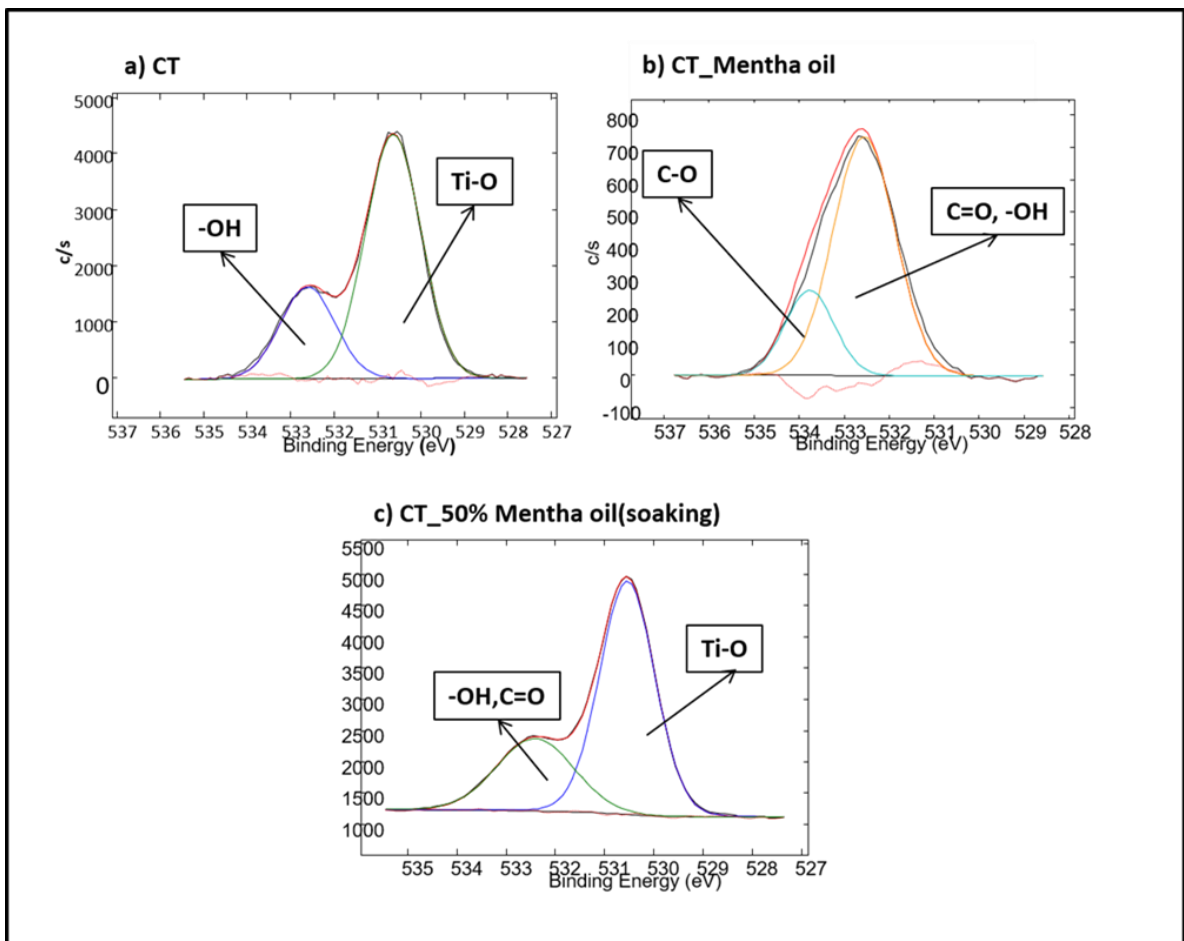 a) CT
5000
4000
3000
2000
1000
0
c/s
-OH
Ti-O
537 536 535 534 533 532 531 530 529 528 527
Binding Energy (eV)
b) CT_Mentha oil
800
700
600
500
400
300
200
100
0
-100
c/s
C-O
C=O, -OH
537 536 535 534 533 532 531 530 529 528
Binding Energy (eV)
c) CT_50% Mentha oil(soaking)
5500
5000
4500
4000
3500
3000
2500
2000
1500
1000
-OH,C=O
Ti-O
535 534 533 532 531 530 529 528 527
Binding Energy (eV)